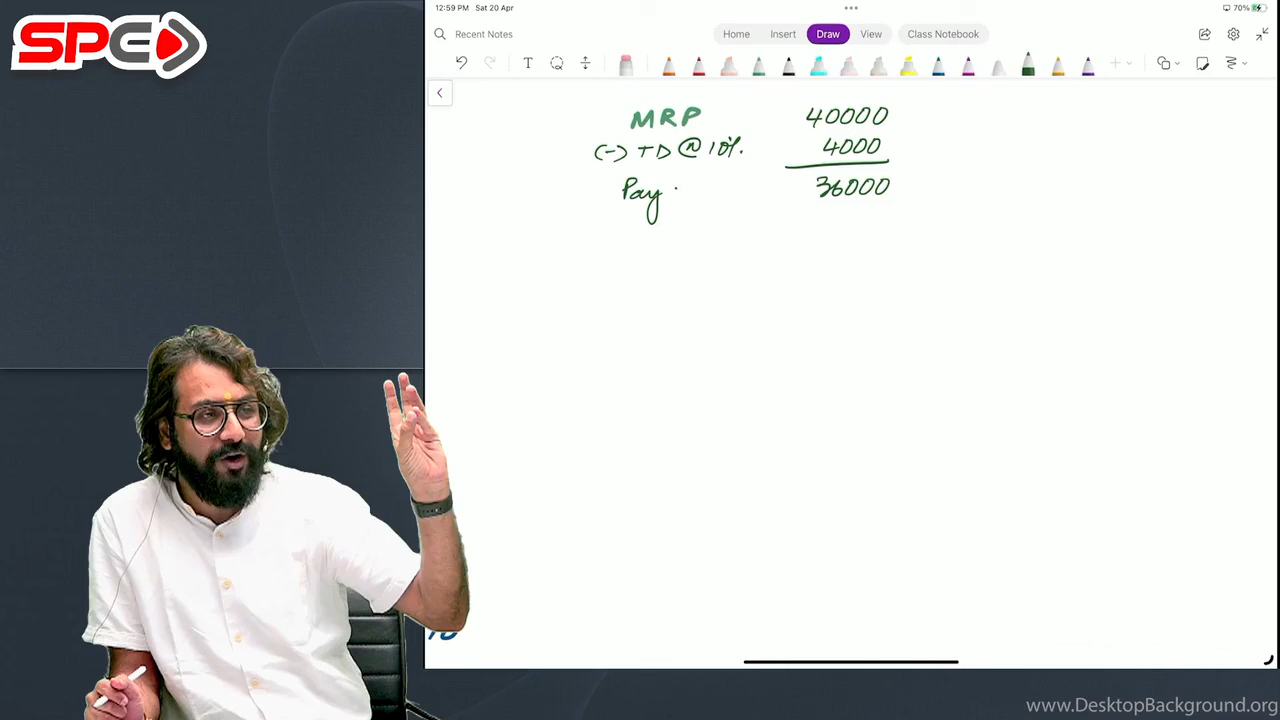 SPC
12:59 PM Sat 20 Apr
70%
Recent Notes
Home Insert Draw View Class Notebook
MRP 40000
(-) TD @ 10%. 4000
Pay 36000
www.DesktopBackground.org